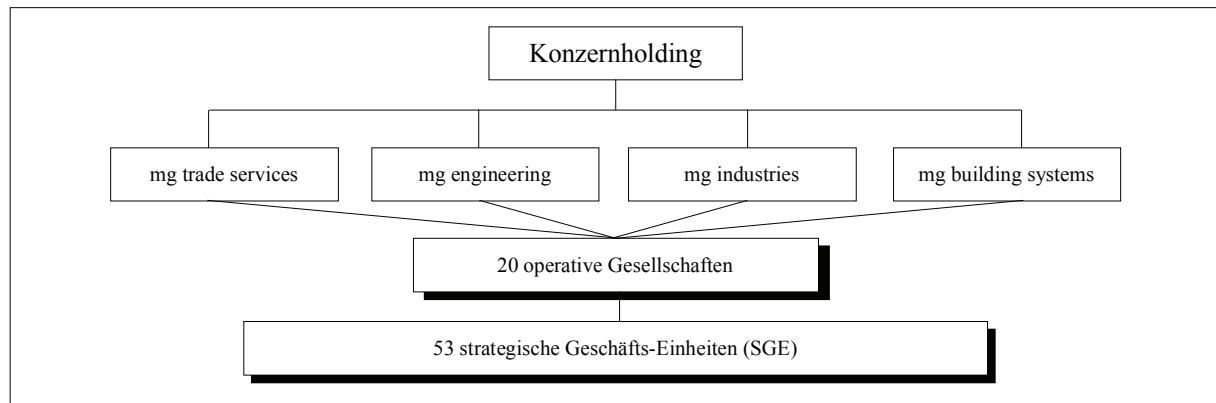 Konzernholding
mg trade services
mg engineering
mg industries
mg building systems
20 operative Gesellschaften
53 strategische Geschäfts-Einheiten (SGE)